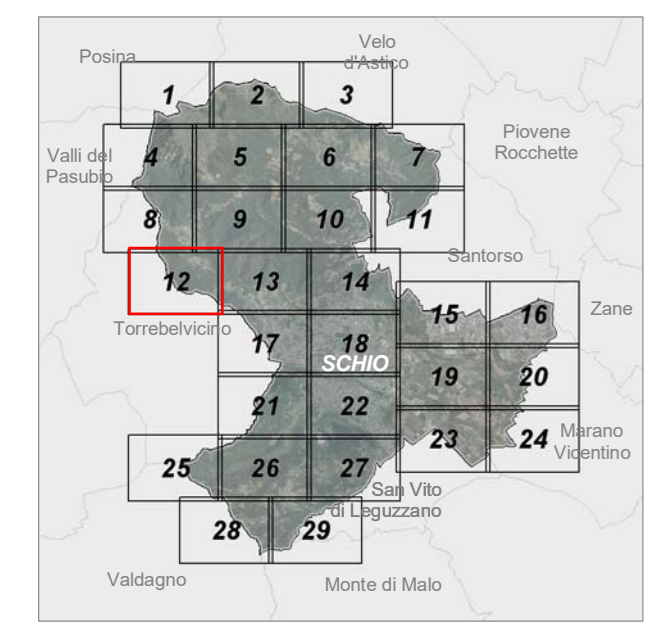 Velo
d'Astico
Posina
1 2 3
Piovene
Rocchette
Valli del
Pasubio
4 5 6 7
8 9 10 11
Santorso
12 13 14
15 16
Zane
Torrebelvicino
17 18
SCHIO
19 20
21 22
23 24
Marano
Vicentino
25 26 27
San Vito
di Leguzzano
28 29
Valdagno
Monte di Malo